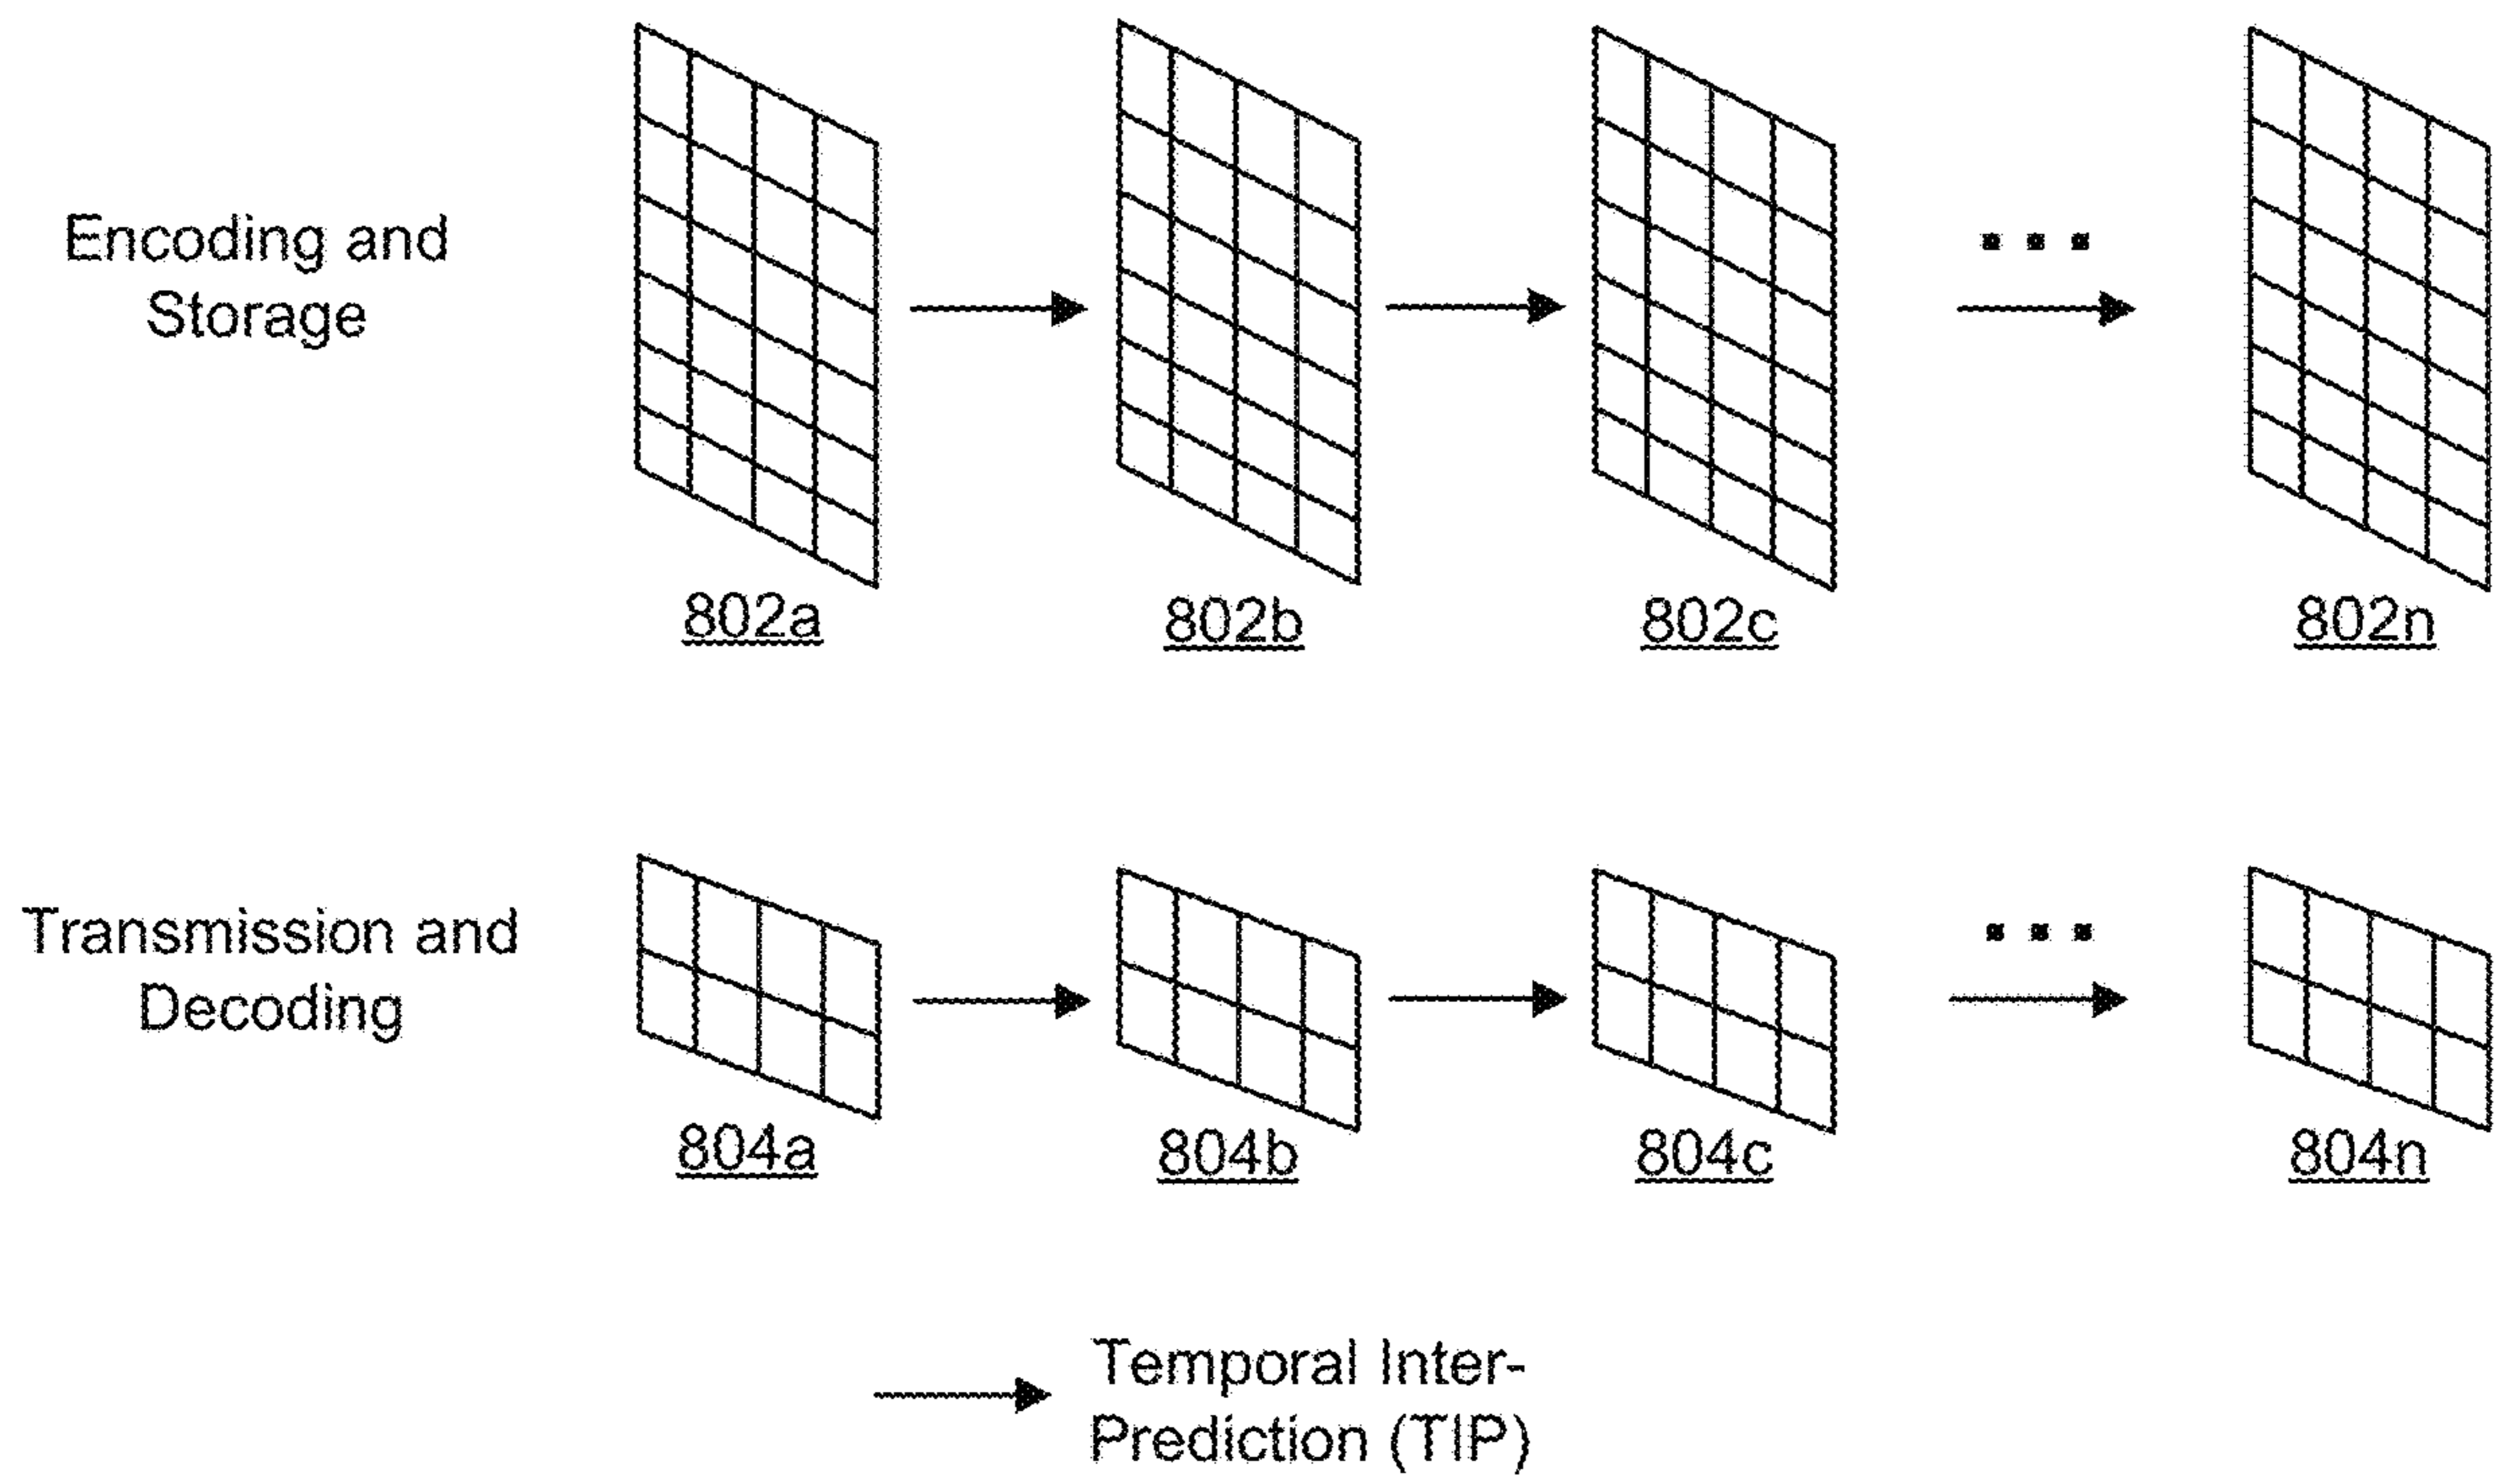 Encoding and
Storage
802a
802b
802c
802n
Transmission and
Decoding
804a
804b
804c
804n
Temporal Inter-
Prediction (TIP)